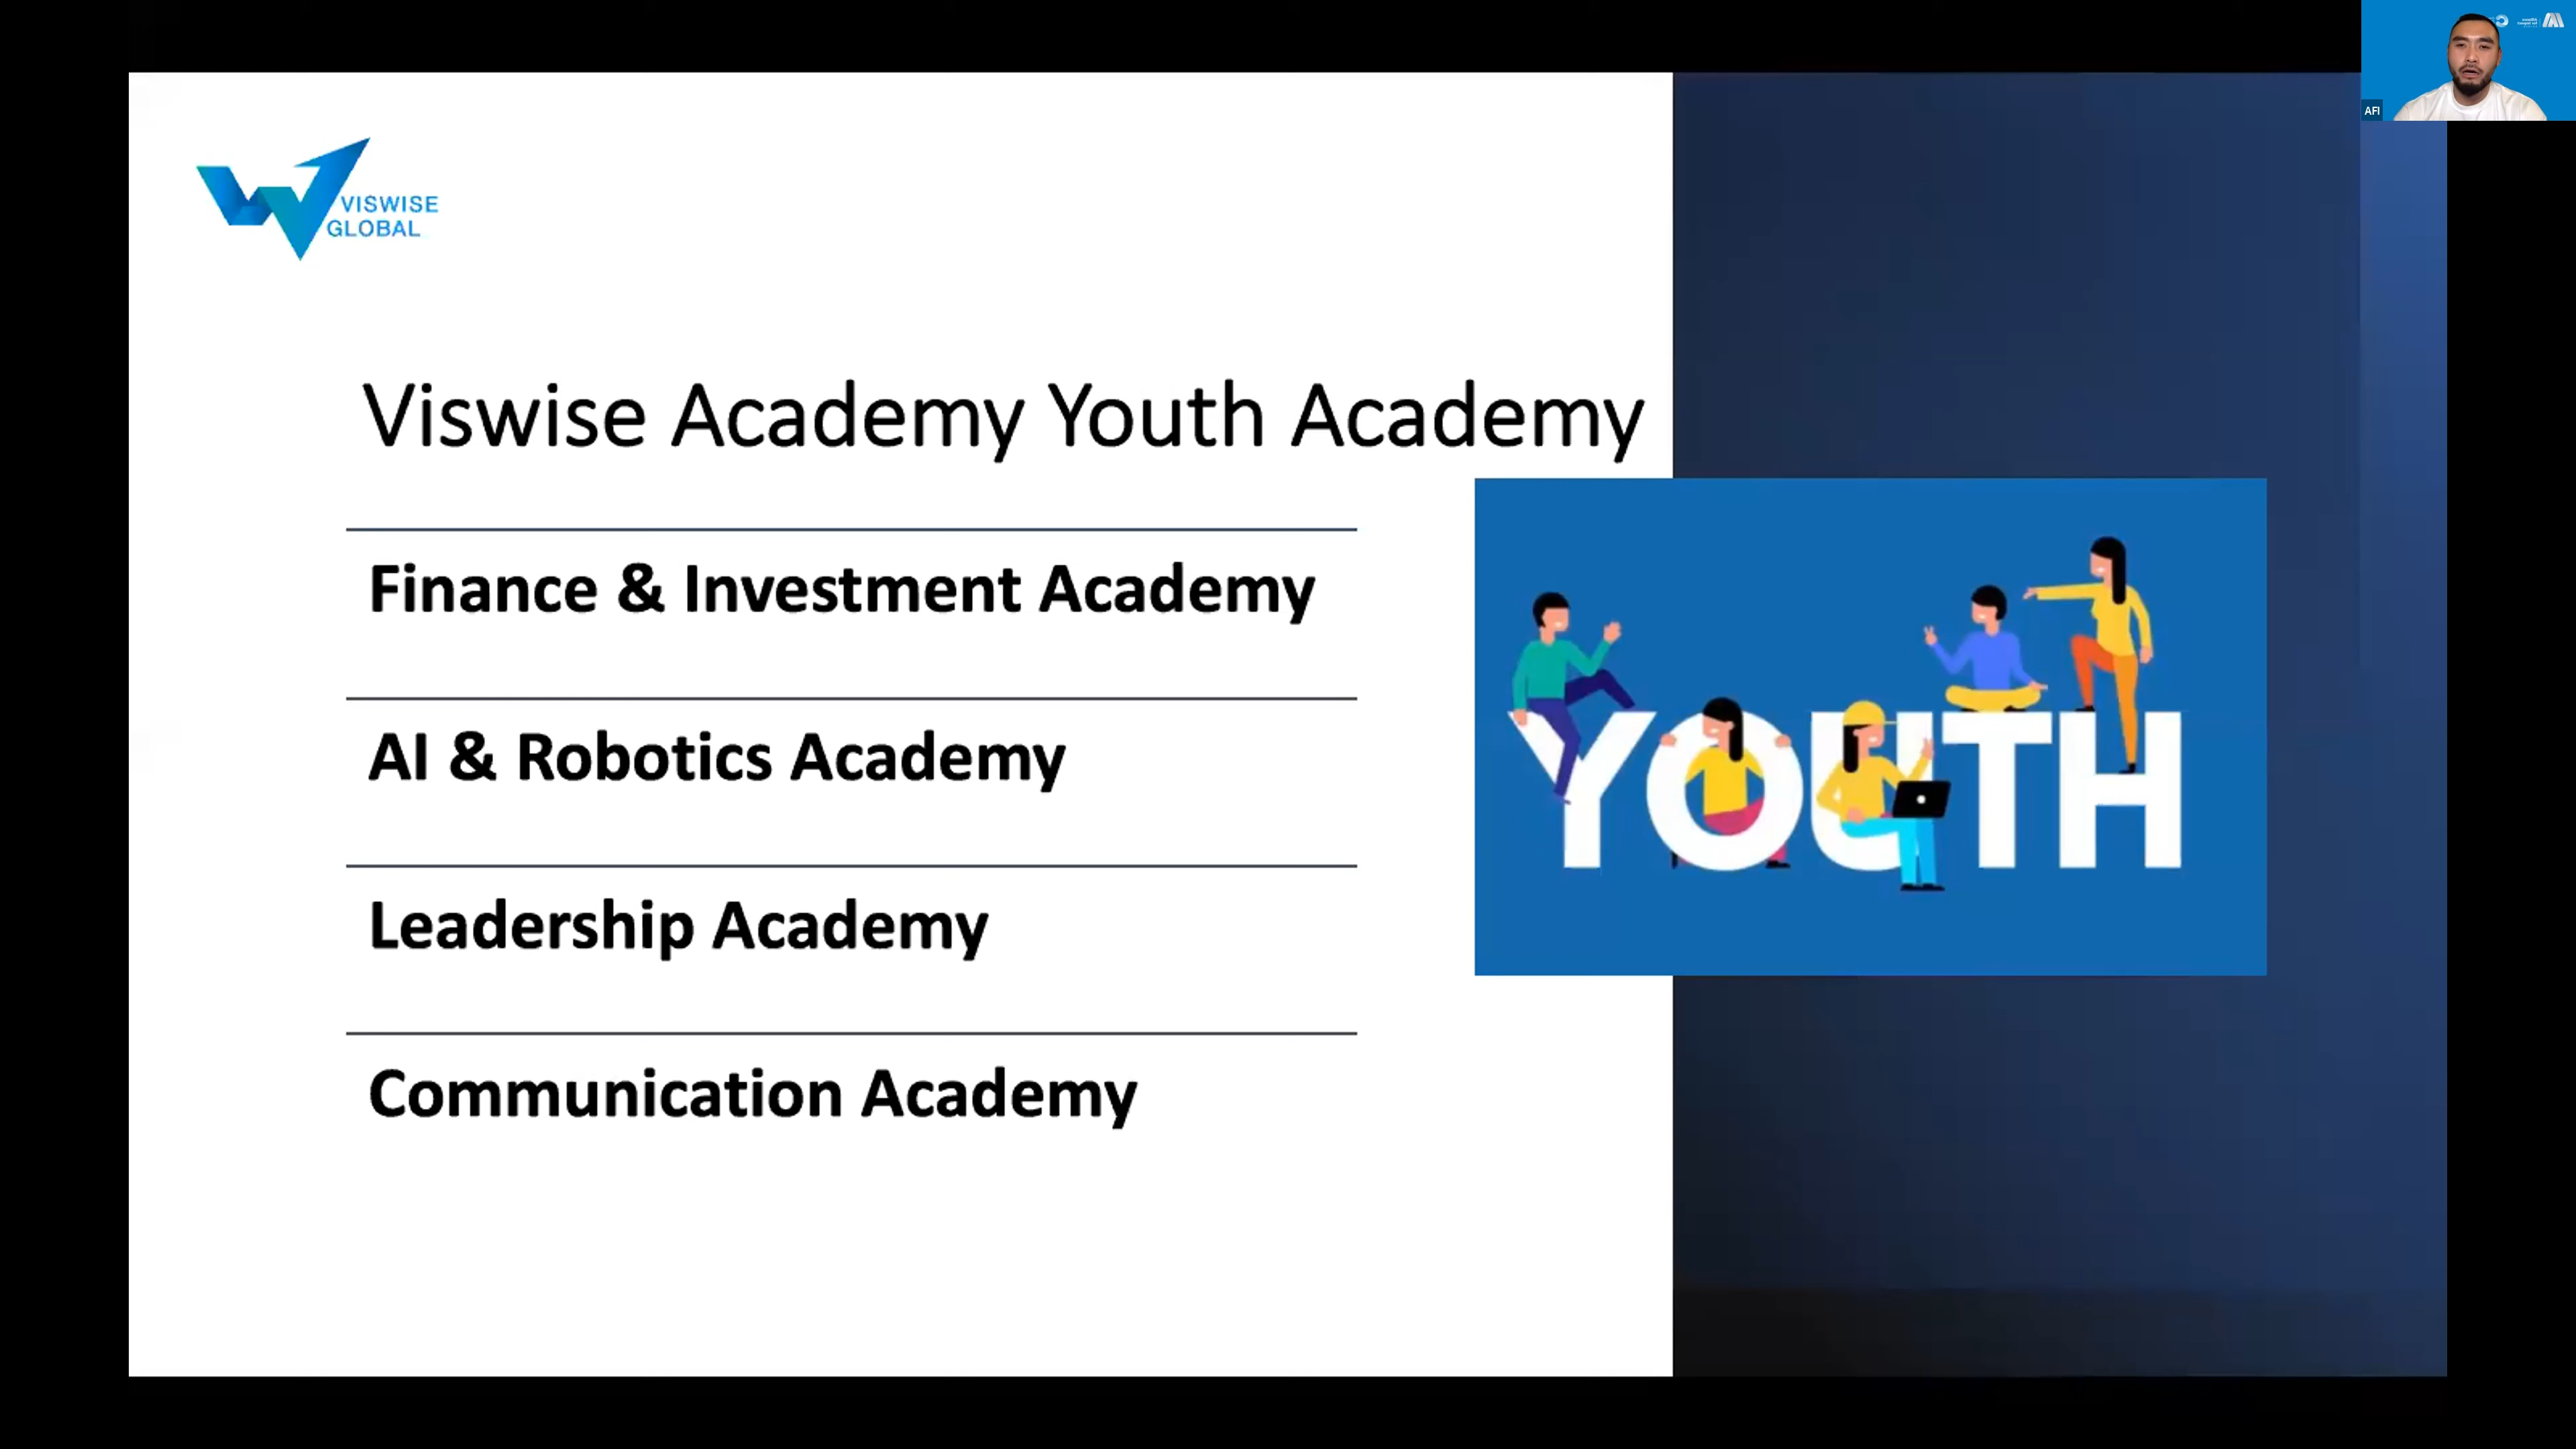 AFI
VISWISE
GLOBAL
Viswise Academy Youth Academy
Finance & Investment Academy
AI & Robotics Academy
Leadership Academy
Communication Academy
YOUTH